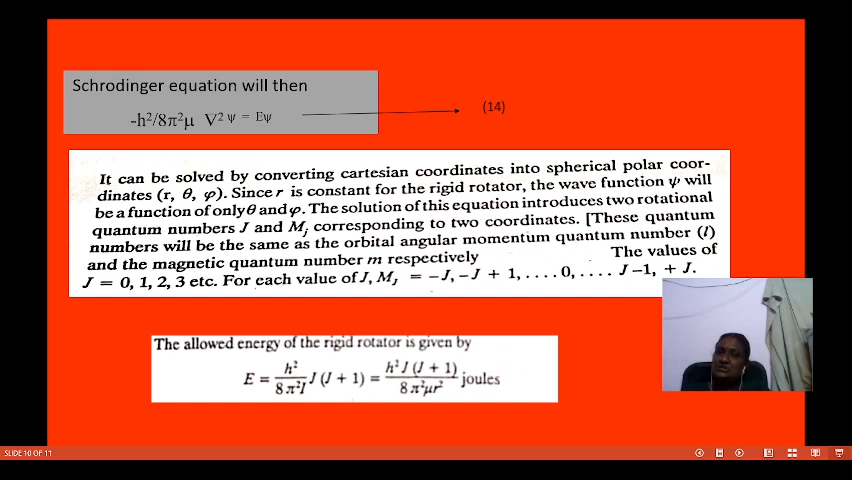 Schrodinger equation will then
-h²/8π²μ ∇² ψ = Eψ
(14)
It can be solved by converting cartesian coordinates into spherical polar coor-
dinates (r, θ, φ). Since r is constant for the rigid rotator, the wave function ψ will
be a function of only θ and φ. The solution of this equation introduces two rotational
quantum numbers J and Mⱼ corresponding to two coordinates. [These quantum
numbers will be the same as the orbital angular momentum quantum number (l)
and the magnetic quantum number m respectively The values of
J = 0, 1, 2, 3 etc. For each value of J, Mⱼ = −J, −J + 1, ....0, .... J −1, + J.
The allowed energy of the rigid rotator is given by
E = h²/8π²I J (J + 1) = h² J (J + 1)/8π²μr² joules
SLIDE 10 OF 11